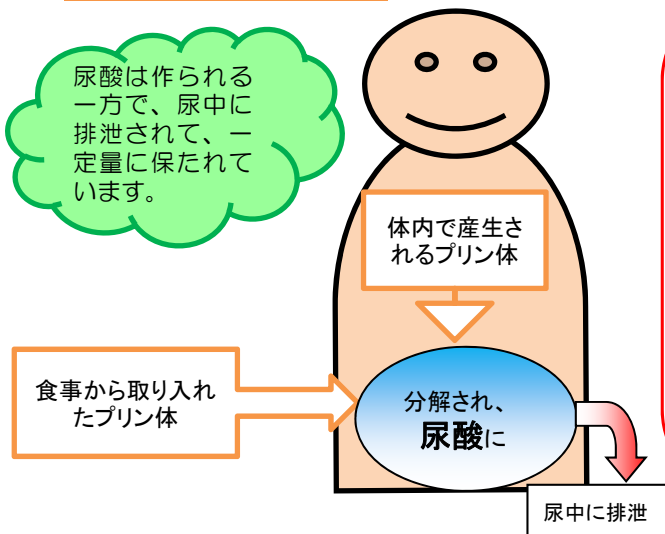 尿酸は作られる
一方で、尿中に
排泄されて、一
定量に保たれて
います。
体内で産生さ
れるプリン体
食事から取り入れ
たプリン体
分解され、
尿酸に
尿中に排泄